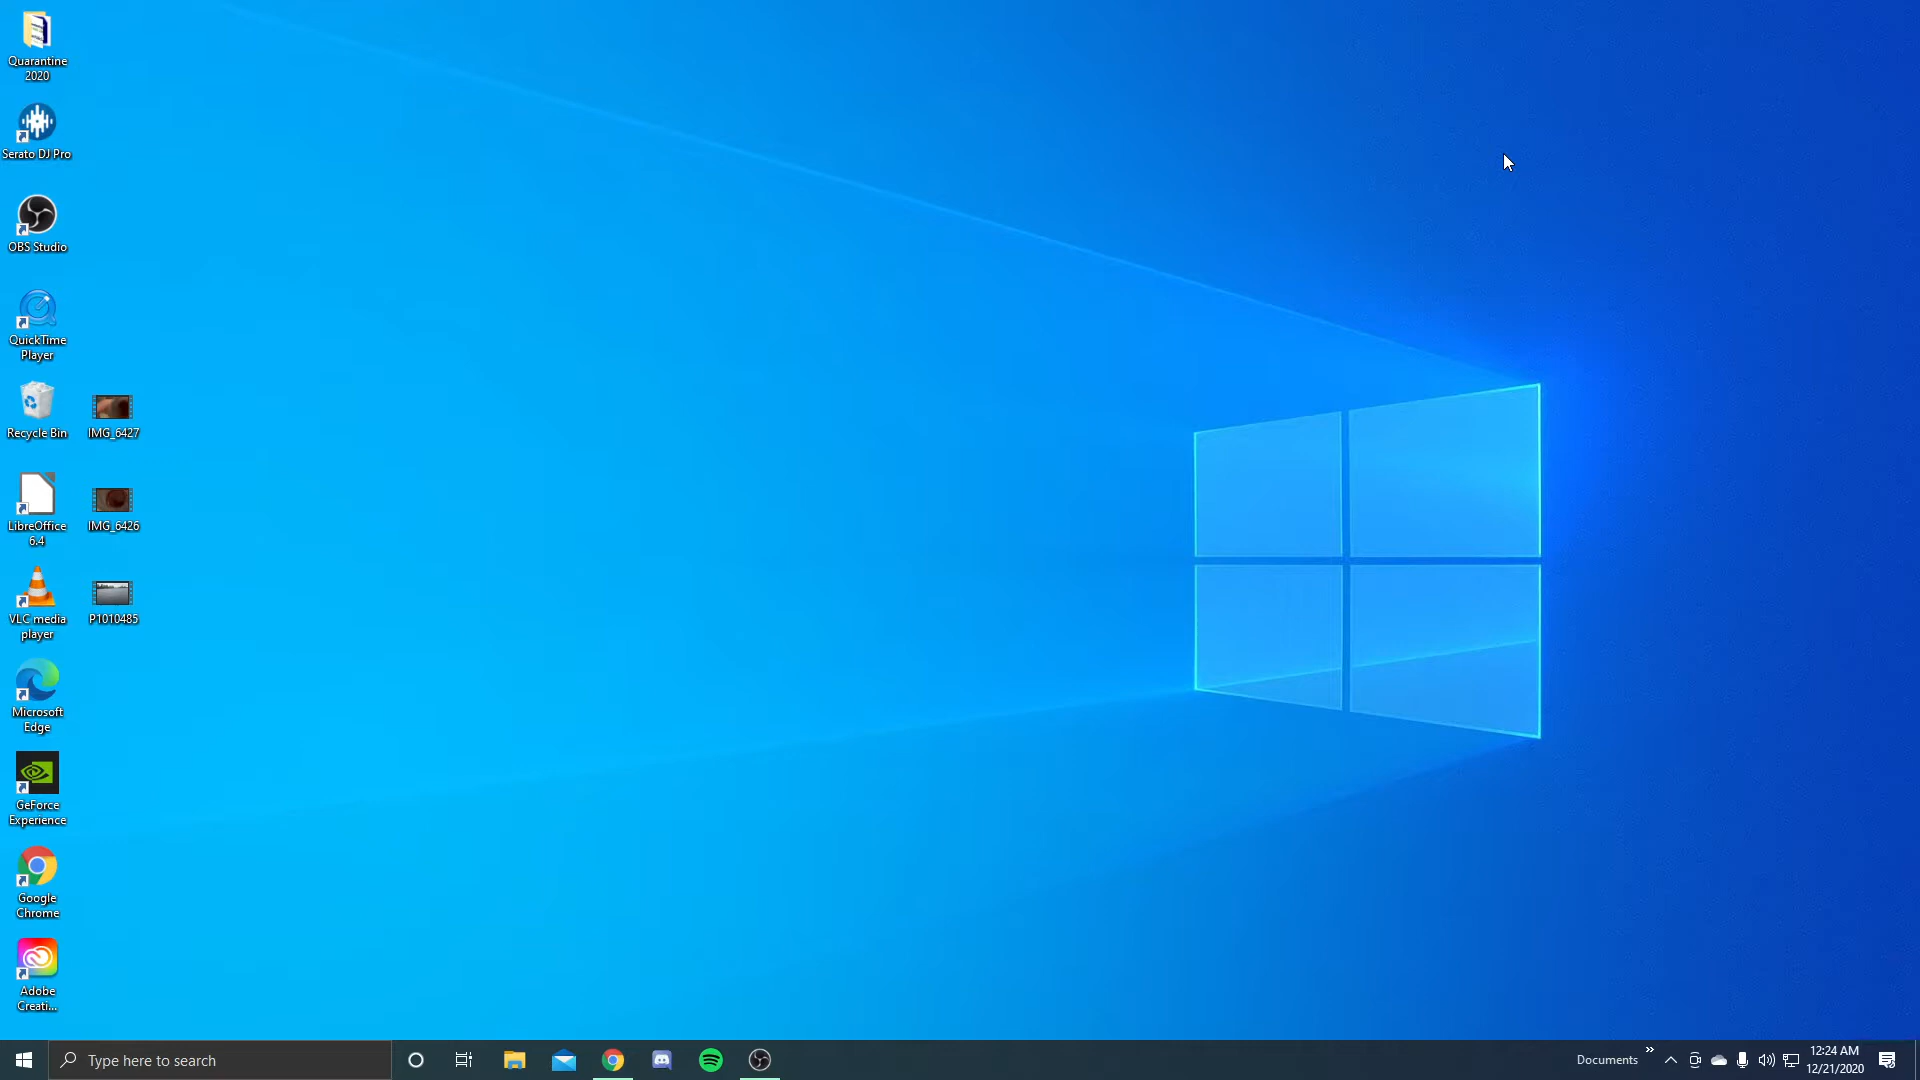 Quarantine
2020
Serato DJ Pro
OBS Studio
QuickTime
Player
Recycle Bin
IMG_6427
LibreOffice
6.4
IMG_6426
VLC media
player
P1010485
Microsoft
Edge
GeForce
Experience
Google
Chrome
Adobe
Creati...
Type here to search
Documents
12:24 AM
12/21/2020